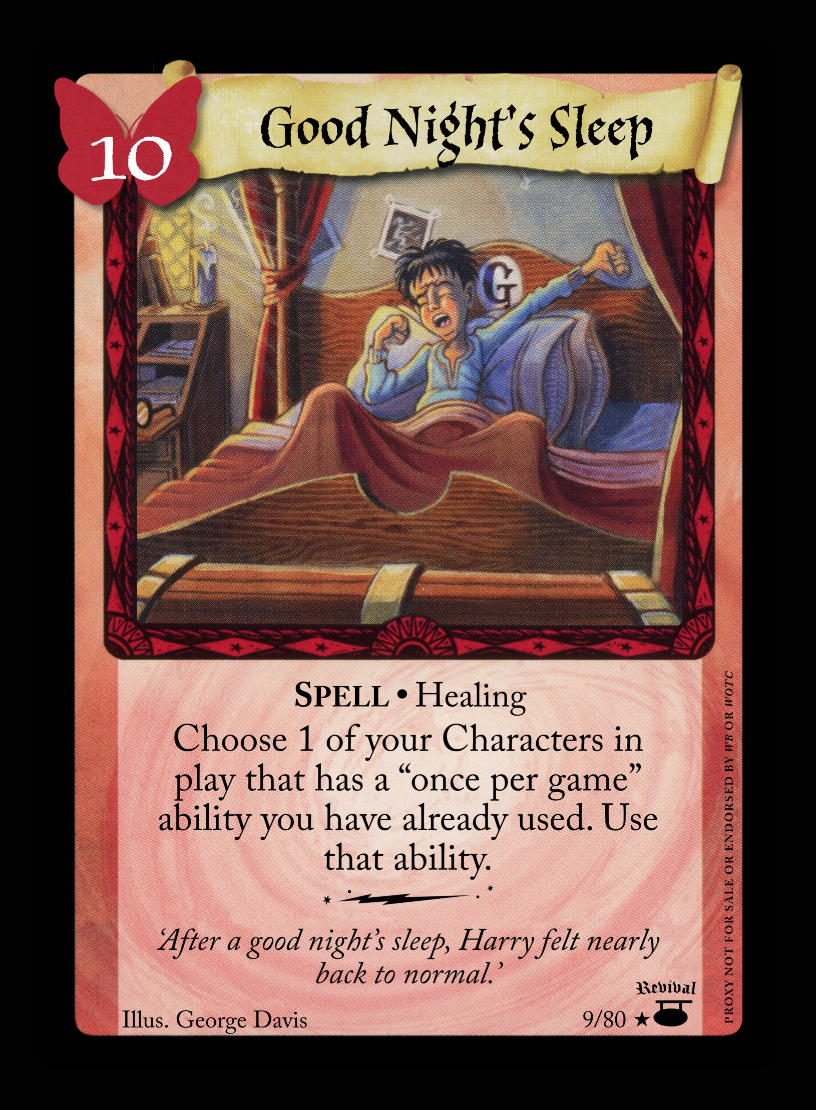 10
Good Night's Sleep
G
SPELL • Healing
Choose 1 of your Characters in
play that has a “once per game”
ability you have already used. Use
that ability.
‘After a good night’s sleep, Harry felt nearly
back to normal.’
Revival
Illus. George Davis
9/80 ★
PROXY NOT FOR SALE OR ENDORSED BY WB OR WOTC